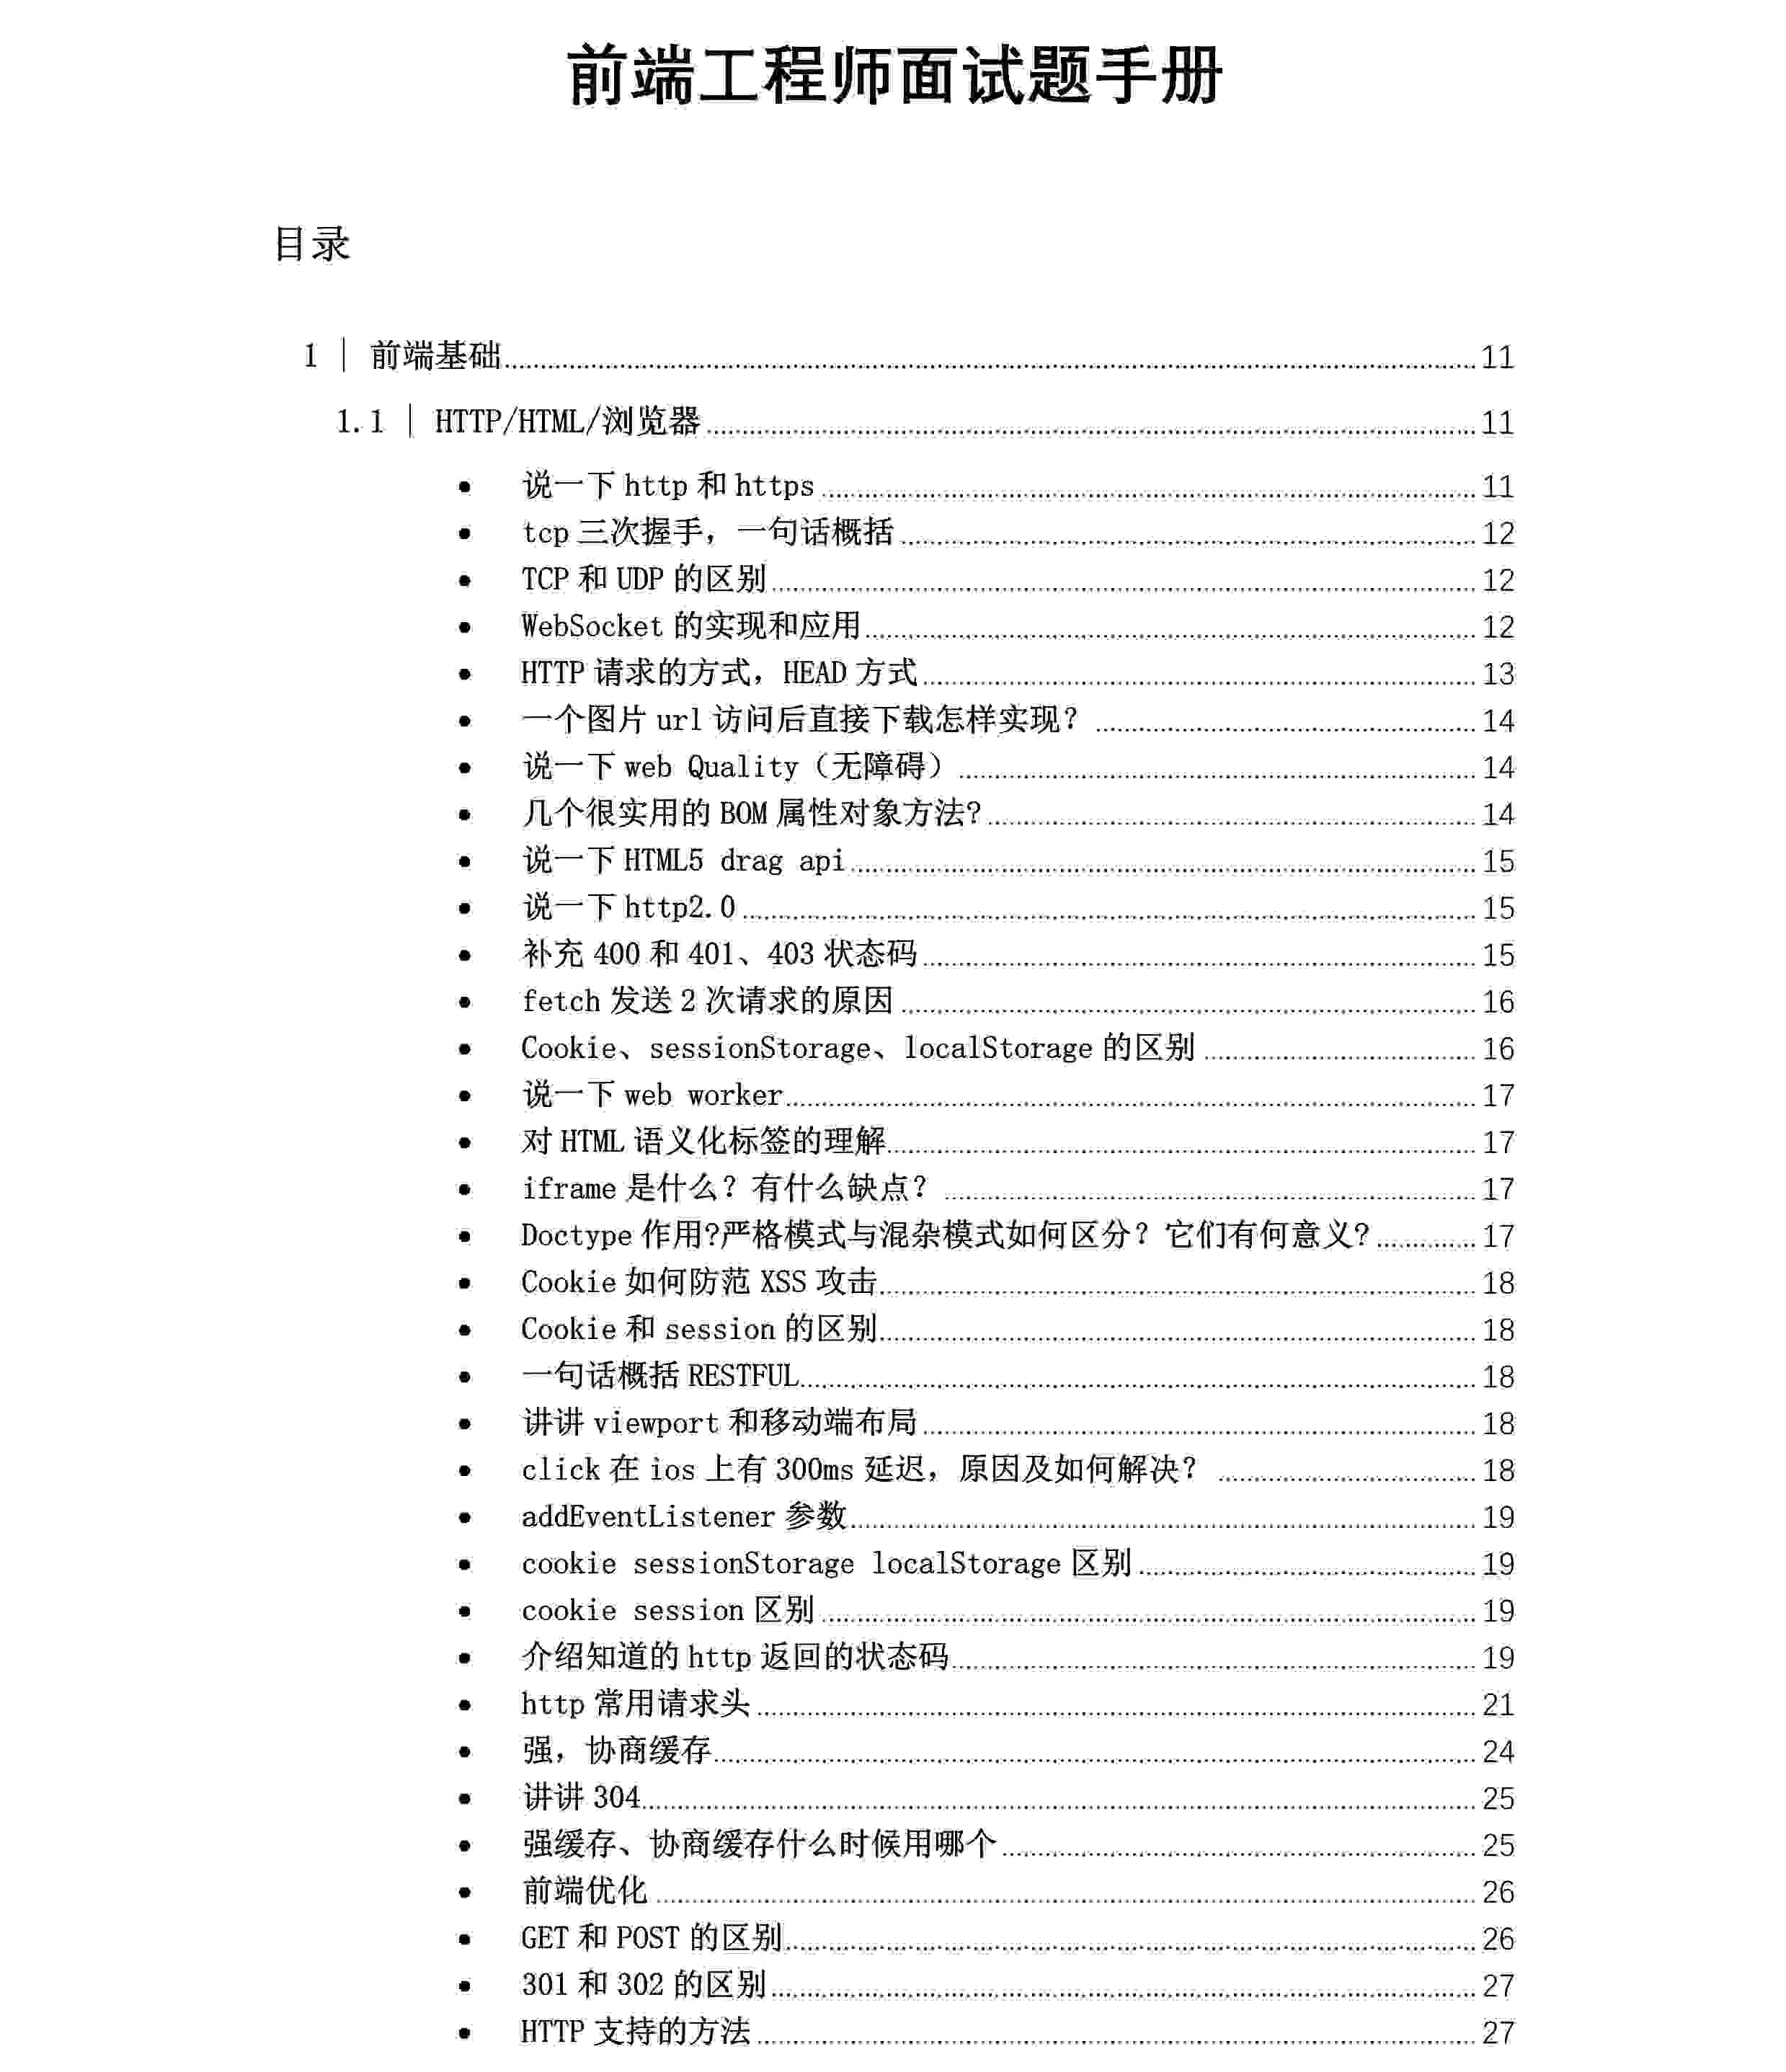 前端工程师面试题手册
目录
1 | 前端基础 11
1.1 | HTTP/HTML/浏览器 11
• 说一下 http 和 https 11
• tcp 三次握手，一句话概括 12
• TCP 和 UDP 的区别 12
• WebSocket 的实现和应用 12
• HTTP 请求的方式，HEAD 方式 13
• 一个图片 url 访问后直接下载怎样实现？ 14
• 说一下 web Quality（无障碍） 14
• 几个很实用的 BOM 属性对象方法? 14
• 说一下 HTML5 drag api 15
• 说一下 http2.0 15
• 补充 400 和 401、403 状态码 15
• fetch 发送 2 次请求的原因 16
• Cookie、sessionStorage、localStorage 的区别 16
• 说一下 web worker 17
• 对 HTML 语义化标签的理解 17
• iframe 是什么？有什么缺点？ 17
• Doctype 作用?严格模式与混杂模式如何区分？它们有何意义? 17
• Cookie 如何防范 XSS 攻击 18
• Cookie 和 session 的区别 18
• 一句话概括 RESTFUL 18
• 讲讲 viewport 和移动端布局 18
• click 在 ios 上有 300ms 延迟，原因及如何解决？ 18
• addEventListener 参数 19
• cookie sessionStorage localStorage 区别 19
• cookie session 区别 19
• 介绍知道的 http 返回的状态码 19
• http 常用请求头 21
• 强，协商缓存 24
• 讲讲 304 25
• 强缓存、协商缓存什么时候用哪个 25
• 前端优化 26
• GET 和 POST 的区别 26
• 301 和 302 的区别 27
• HTTP 支持的方法 27